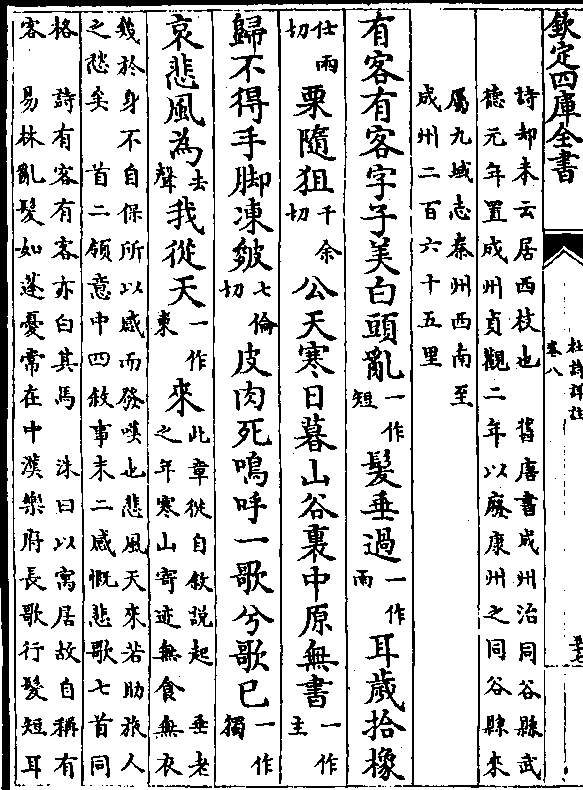 欽定四庫全書
杜詩詳註
卷八
詩却未云居西枝也 舊唐書成州治同谷縣武
德元年置成州貞觀二年以廢康州之同谷縣來
屬九域志秦州西南至
成州二百六十五里
有客有客字子美白頭亂一作短髮垂過一作兩耳歲拾橡
仕雨切栗隨狙千余切公天寒日暮山谷裏中原無書一作主
歸不得手脚凍皴七倫切皮肉死嗚呼一歌兮歌已一作獨
哀悲風為去聲我從天一作東來此章從自敘說起 垂老之年寒山寄迹無食無衣
幾於身不自保所以感而發嘆也悲風天來若助旅人
之愁矣 首二領意中四敘事末二感慨悲歌七首同
格 詩有客有客亦白其馬 洙曰以寓居故自稱有
客 易林亂髮如蓬憂常在中漢樂府長歌行髮短耳